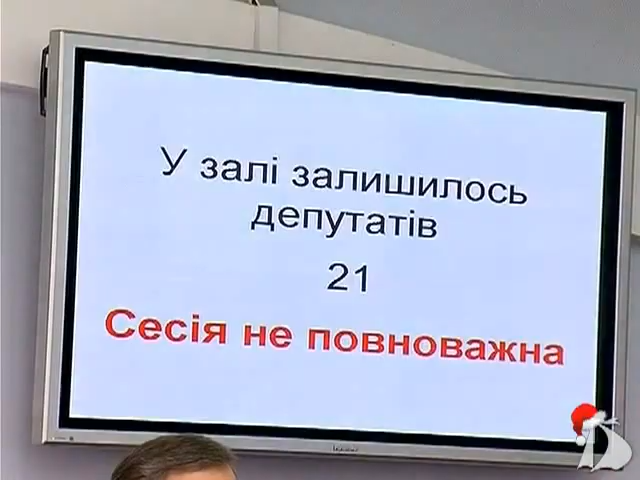 У залі залишилось
депутатів
21
Сесія не повноважна